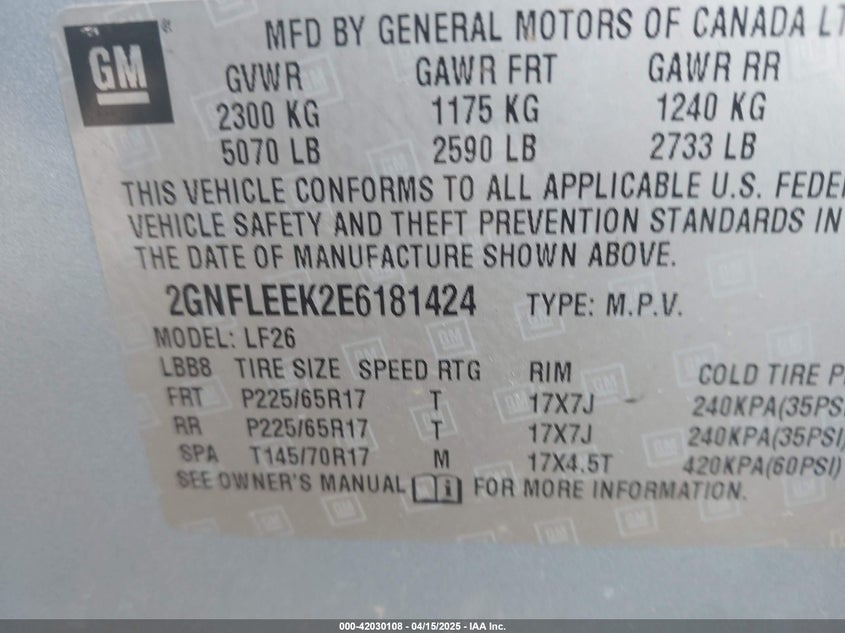 GM
MFD BY GENERAL MOTORS OF CANADA LT
GVWR GAWR FRT GAWR RR
2300 KG 1175 KG 1240 KG
5070 LB 2590 LB 2733 LB
THIS VEHICLE CONFORMS TO ALL APPLICABLE U.S. FEDER
VEHICLE SAFETY AND THEFT PREVENTION STANDARDS IN
THE DATE OF MANUFACTURE SHOWN ABOVE.
2GNFLEEK2E6181424 TYPE: M.P.V.
MODEL: LF26
LBB8 TIRE SIZE SPEED RTG RIM COLD TIRE P
FRT P225/65R17 T 17X7J 240KPA(35PSI
RR P225/65R17 T 17X7J 240KPA(35PSI)
SPA T145/70R17 M 17X4.5T 420KPA(60PSI)
SEE OWNER'S MANUAL FOR MORE INFORMATION.
000-42030108 - 04/15/2025 - IAA Inc.